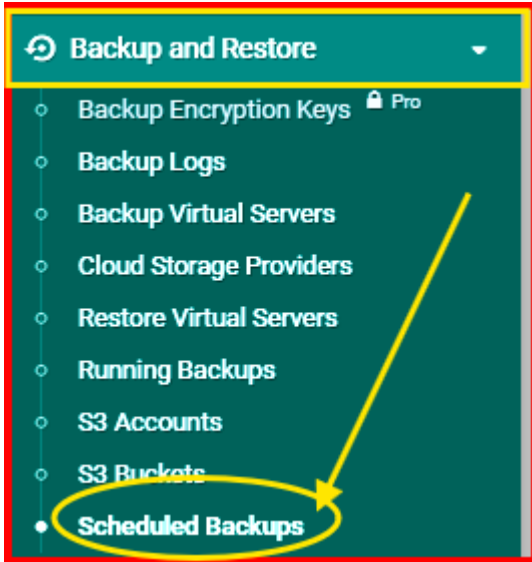 Backup and Restore
Backup Encryption Keys Pro
Backup Logs
Backup Virtual Servers
Cloud Storage Providers
Restore Virtual Servers
Running Backups
S3 Accounts
S3 Buckets
Scheduled Backups